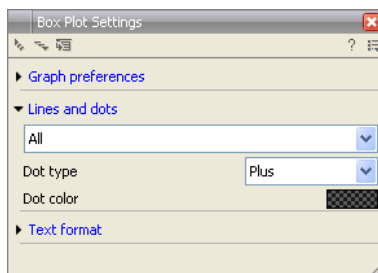 Box Plot Settings
?
Graph preferences
Lines and dots
All
Dot type Plus
Dot color
Text format